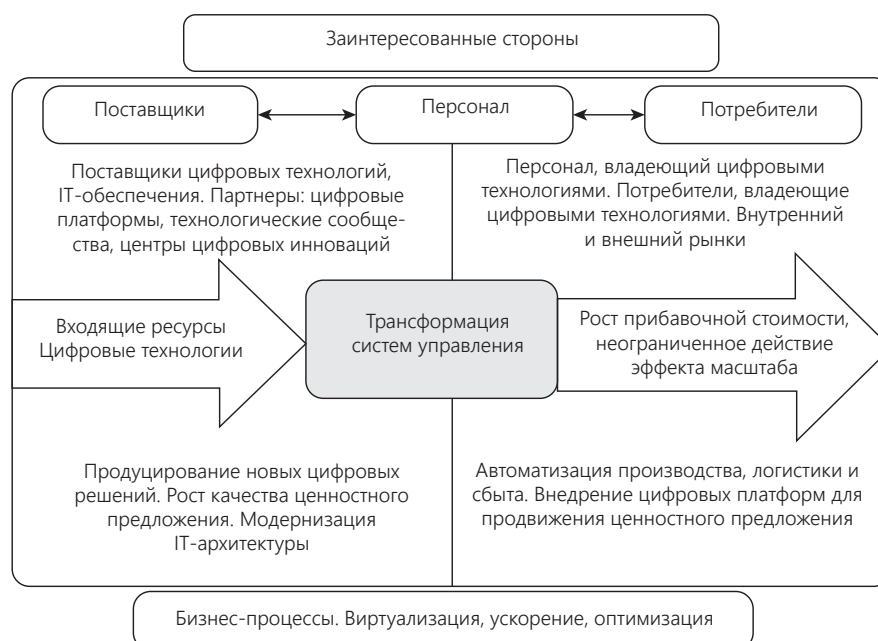 Заинтересованные стороны
Поставщики
Персонал
Потребители
Поставщики цифровых технологий,
IT-обеспечения. Партнеры: цифровые
платформы, технологические сообще-
ства, центры цифровых инноваций
Персонал, владеющий цифровыми
технологиями. Потребители, владеющие
цифровыми технологиями. Внутренний
и внешний рынки
Входящие ресурсы
Цифровые технологии
Трансформация
систем управления
Рост прибавочной стоимости,
неограниченное действие
эффекта масштаба
Продуцирование новых цифровых
решений. Рост качества ценностного
предложения. Модернизация
IT-архитектуры
Автоматизация производства, логистики и
сбыта. Внедрение цифровых платформ для
продвижения ценностного предложения
Бизнес-процессы. Виртуализация, ускорение, оптимизация